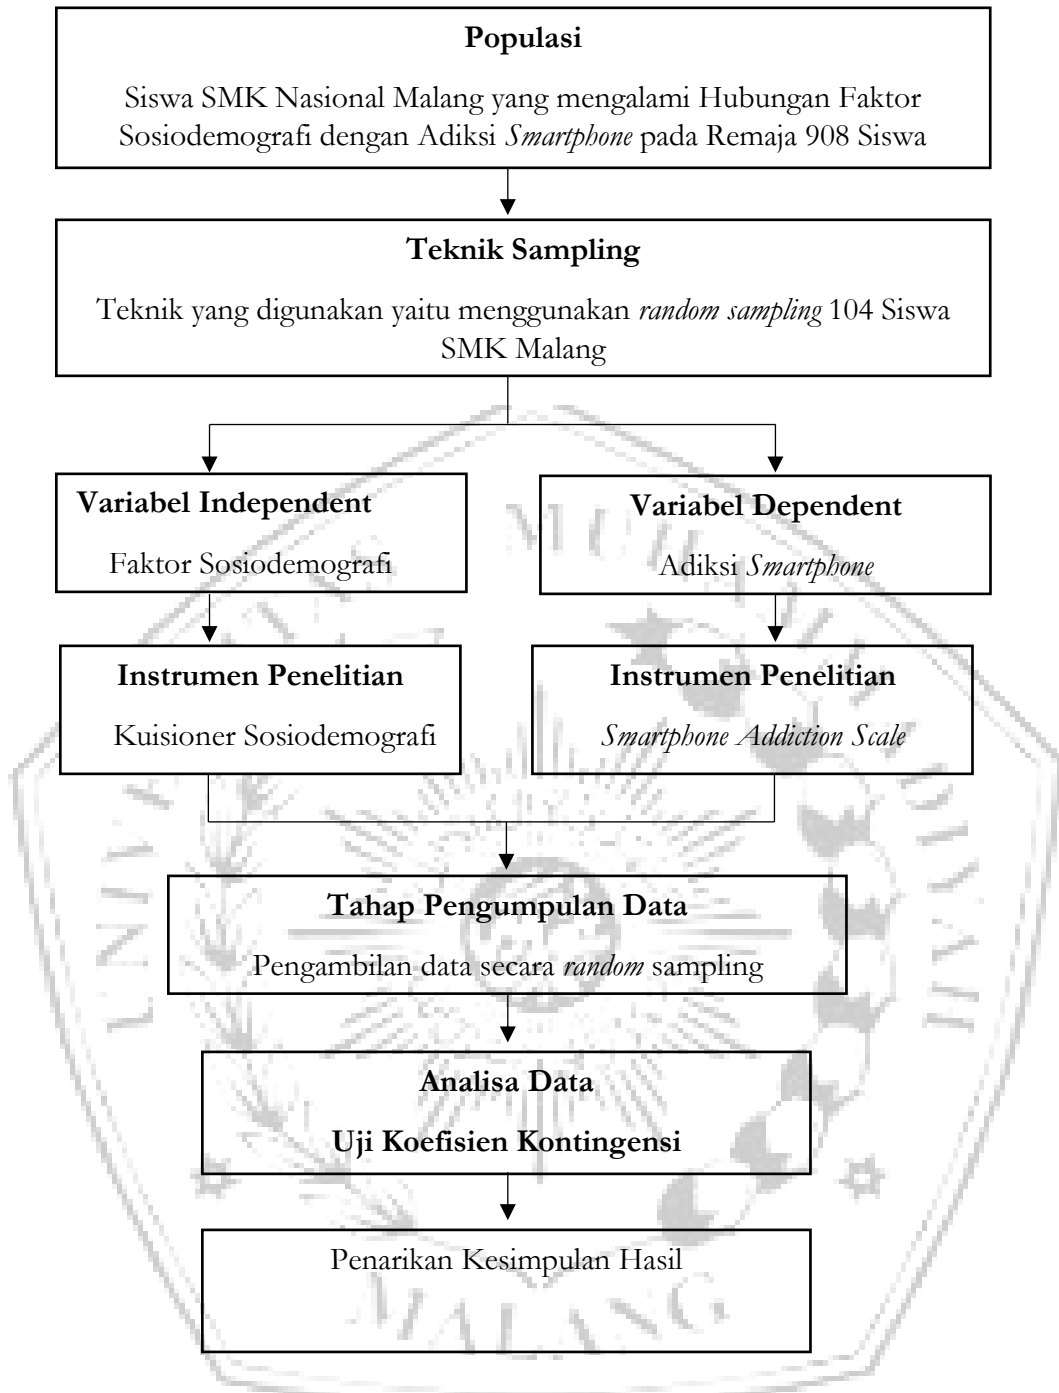 Populasi
Siswa SMK Nasional Malang yang mengalami Hubungan Faktor
Sosiodemografi dengan Adiksi Smartphone pada Remaja 908 Siswa
Teknik Sampling
Teknik yang digunakan yaitu menggunakan random sampling 104 Siswa
SMK Malang
Variabel Independent
Faktor Sosiodemografi
Variabel Dependent
Adiksi Smartphone
Instrumen Penelitian
Kuisioner Sosiodemografi
Instrumen Penelitian
Smartphone Addiction Scale
Tahap Pengumpulan Data
Pengambilan data secara random sampling
Analisa Data
Uji Koefisien Kontingensi
Penarikan Kesimpulan Hasil
MALANG